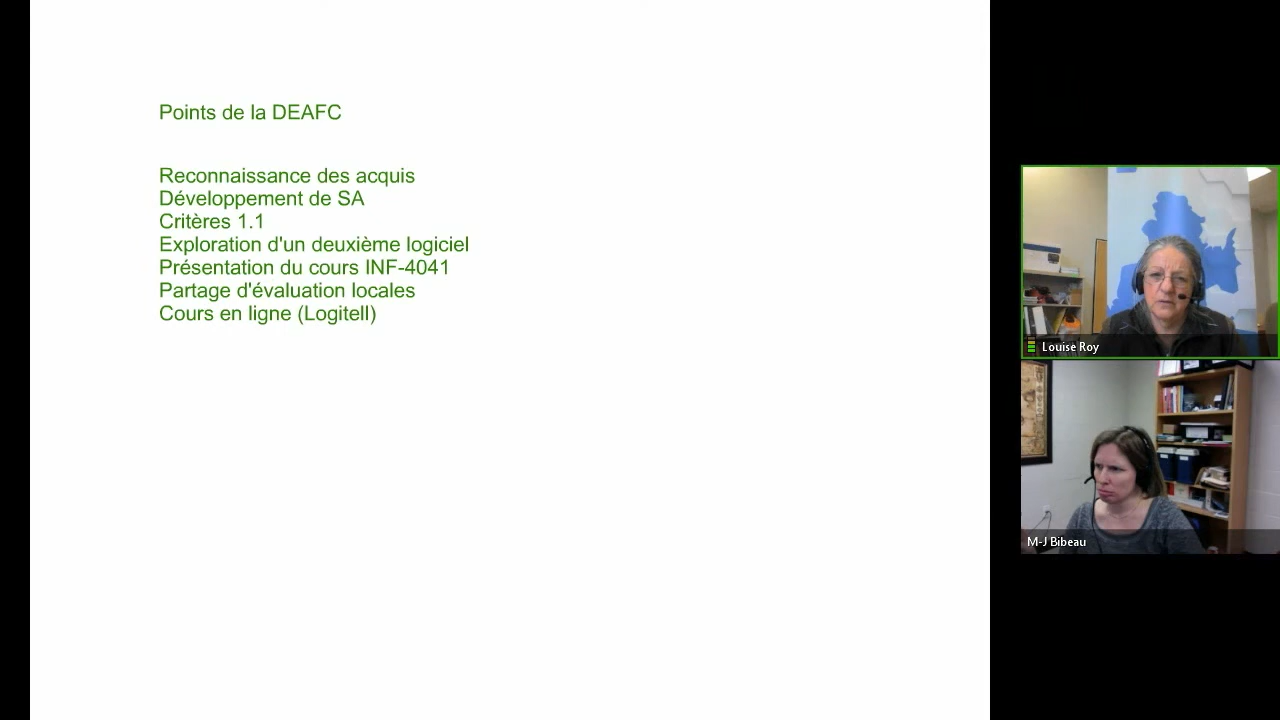 Points de la DEAFC
Reconnaissance des acquis
Développement de SA
Critères 1.1
Exploration d'un deuxième logiciel
Présentation du cours INF-4041
Partage d'évaluation locales
Cours en ligne (Logitell)
Louise Roy
M-J Bibeau